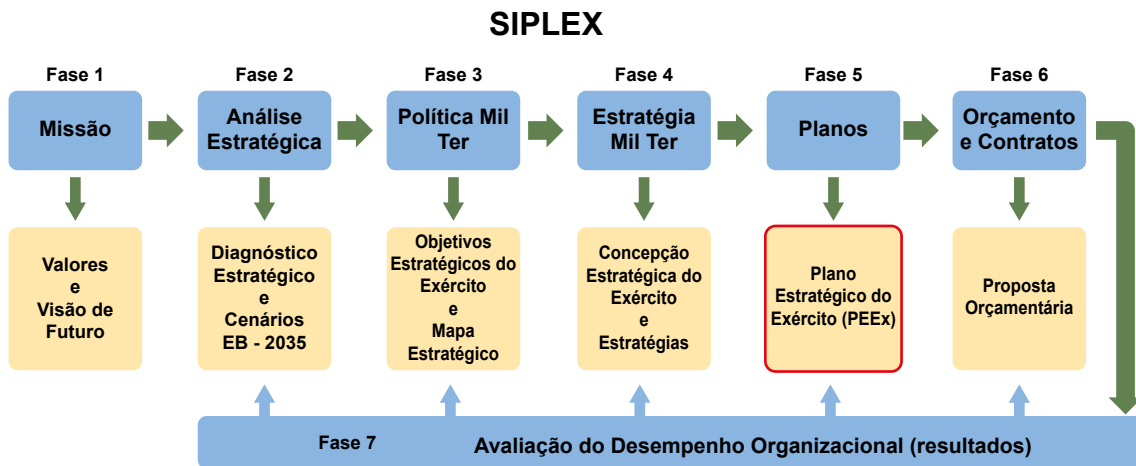 SIPLEX
Fase 1
Fase 2
Fase 3
Fase 4
Fase 5
Fase 6
Missão
Análise
Estratégica
Política Mil
Ter
Estratégia
Mil Ter
Planos
Orçamento
e Contratos
Valores
e
Visão de
Futuro
Diagnóstico
Estratégico
e
Cenários
EB - 2035
Objetivos
Estratégicos do
Exército
e
Mapa
Estratégico
Concepção
Estratégica do
Exército
e
Estratégias
Plano
Estratégico do
Exército (PEEx)
Proposta
Orçamentária
Fase 7
Avaliação do Desempenho Organizacional (resultados)